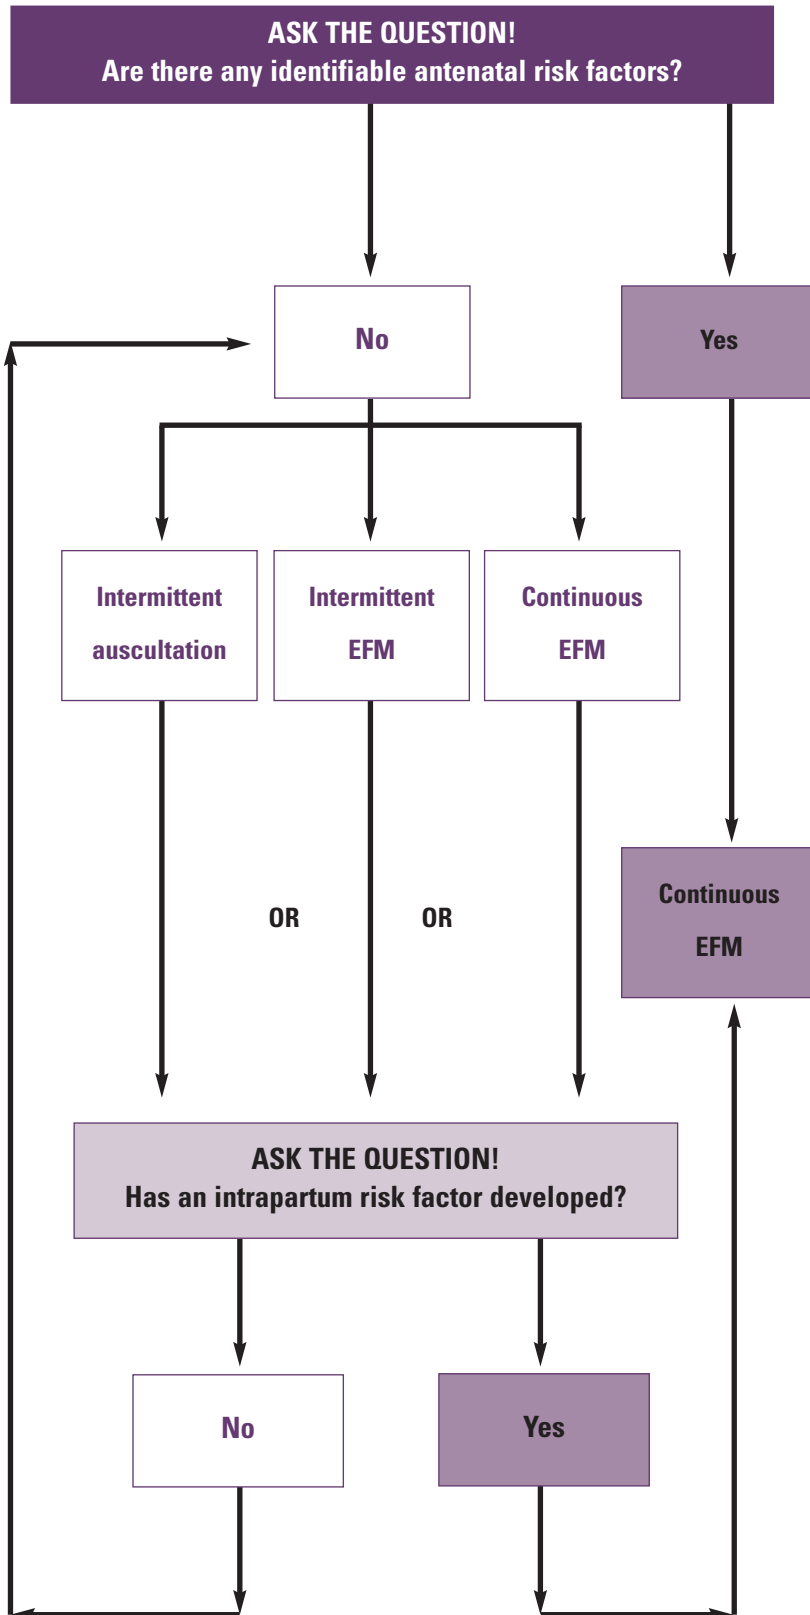 ASK THE QUESTION!
Are there any identifiable antenatal risk factors?
No
Yes
Intermittent
auscultation
Intermittent
EFM
Continuous
EFM
Continuous
EFM
OR
OR
ASK THE QUESTION!
Has an intrapartum risk factor developed?
No
Yes